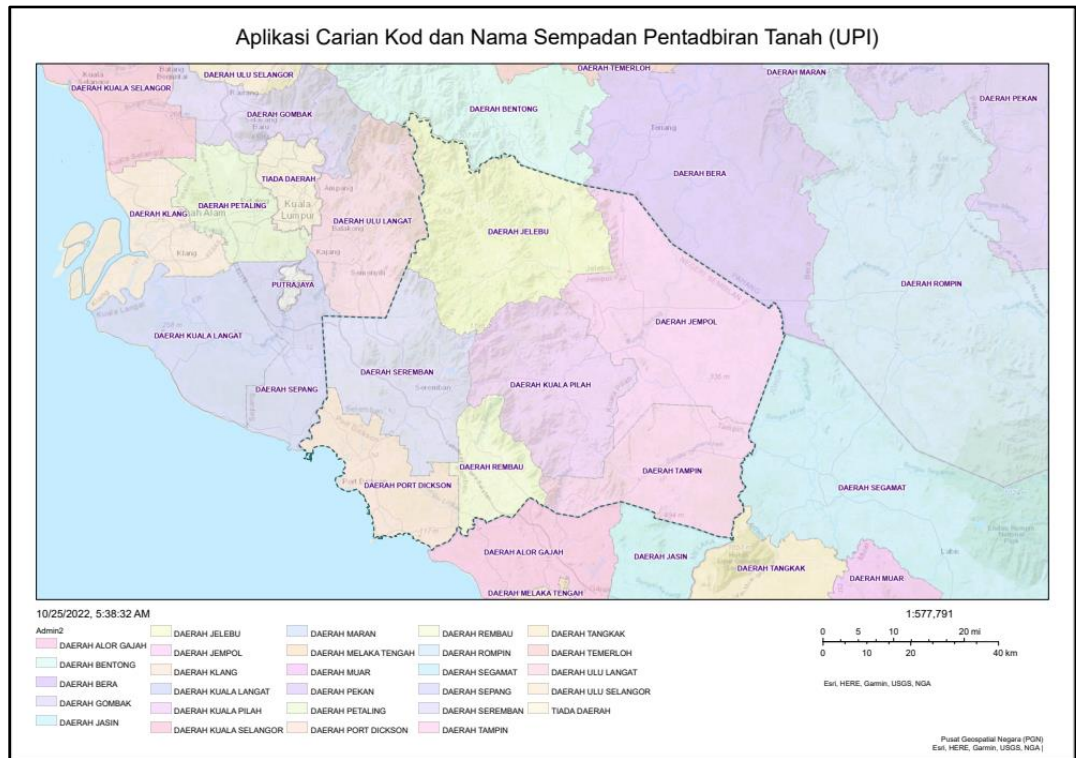 Aplikasi Carian Kod dan Nama Sempadan Pentadbiran Tanah (UPI)
DAERAH ULU SELANGOR
DAERAH TEMERLOH
DAERAH MARAN
DAERAH KUALA SELANGOR
DAERAH PEKAN
DAERAH GOMBAK
DAERAH BENTONG
Teriang
DAERAH BERA
TIADA DAERAH
DAERAH PETALING
Kuala
Lumpur
DAERAH KLANG
DAERAH ULU LANGAT
DAERAH JELEBU
Klang
Kajang
Semenyih
PUTRAJAYA
DAERAH ROMPIN
DAERAH JEMPOL
DAERAH KUALA LANGAT
DAERAH SEREMBAN
Seremban
DAERAH KUALA PILAH
DAERAH SEPANG
DAERAH REMBAU
DAERAH TAMPIN
DAERAH PORT DICKSON
DAERAH SEGAMAT
DAERAH ALOR GAJAH
DAERAH JASIN
DAERAH TANGKAK
DAERAH MUAR
DAERAH MELAKA TENGAH
10/25/2022, 5:38:32 AM
1:577,791
Admin2
DAERAH ALOR GAJAH
DAERAH BENTONG
DAERAH BERA
DAERAH GOMBAK
DAERAH JASIN
DAERAH JELEBU
DAERAH JEMPOL
DAERAH KLANG
DAERAH KUALA LANGAT
DAERAH KUALA PILAH
DAERAH KUALA SELANGOR
DAERAH MARAN
DAERAH MELAKA TENGAH
DAERAH MUAR
DAERAH PEKAN
DAERAH PETALING
DAERAH PORT DICKSON
DAERAH REMBAU
DAERAH ROMPIN
DAERAH SEGAMAT
DAERAH SEPANG
DAERAH SEREMBAN
DAERAH TAMPIN
DAERAH TANGKAK
DAERAH TEMERLOH
DAERAH ULU LANGAT
DAERAH ULU SELANGOR
TIADA DAERAH
0 5 10 20 mi
0 10 20 40 km
Esri, HERE, Garmin, USGS, NGA
Pusat Geospatial Negara (PGN)
Esri, HERE, Garmin, USGS, NGA |